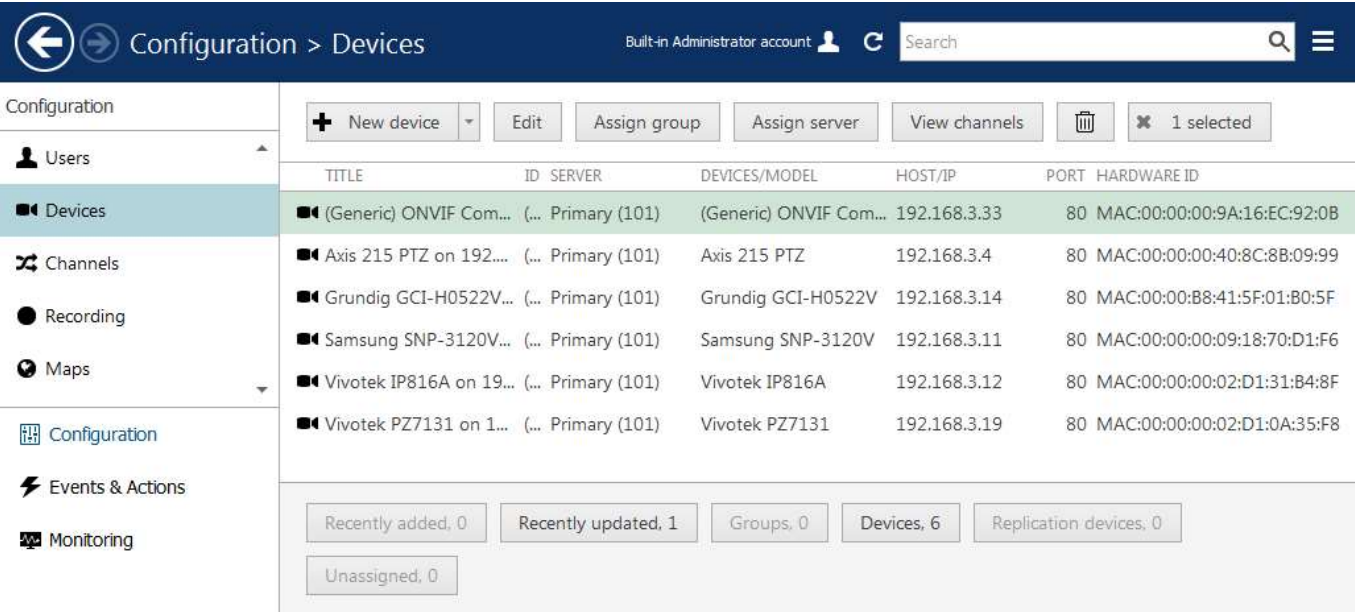 Configuration > Devices
Built-in Administrator account
Search
Configuration
Users
Devices
Channels
Recording
Maps
Configuration
Events & Actions
Monitoring
New device Edit Assign group Assign server View channels 1 selected
TITLE ID SERVER DEVICES/MODEL HOST/IP PORT HARDWARE ID
(Generic) ONVIF Com... (... Primary (101) (Generic) ONVIF Com... 192.168.3.33 80 MAC:00:00:00:9A:16:EC:92:0B
Axis 215 PTZ on 192.... (... Primary (101) Axis 215 PTZ 192.168.3.4 80 MAC:00:00:00:40:8C:8B:09:99
Grundig GCI-H0522V... (... Primary (101) Grundig GCI-H0522V 192.168.3.14 80 MAC:00:00:B8:41:5F:01:B0:5F
Samsung SNP-3120V... (... Primary (101) Samsung SNP-3120V 192.168.3.11 80 MAC:00:00:00:09:18:70:D1:F6
Vivotek IP816A on 19... (... Primary (101) Vivotek IP816A 192.168.3.12 80 MAC:00:00:00:02:D1:31:B4:8F
Vivotek PZ7131 on 1... (... Primary (101) Vivotek PZ7131 192.168.3.19 80 MAC:00:00:00:02:D1:0A:35:F8
Recently added, 0 Recently updated, 1 Groups, 0 Devices, 6 Replication devices, 0
Unassigned, 0